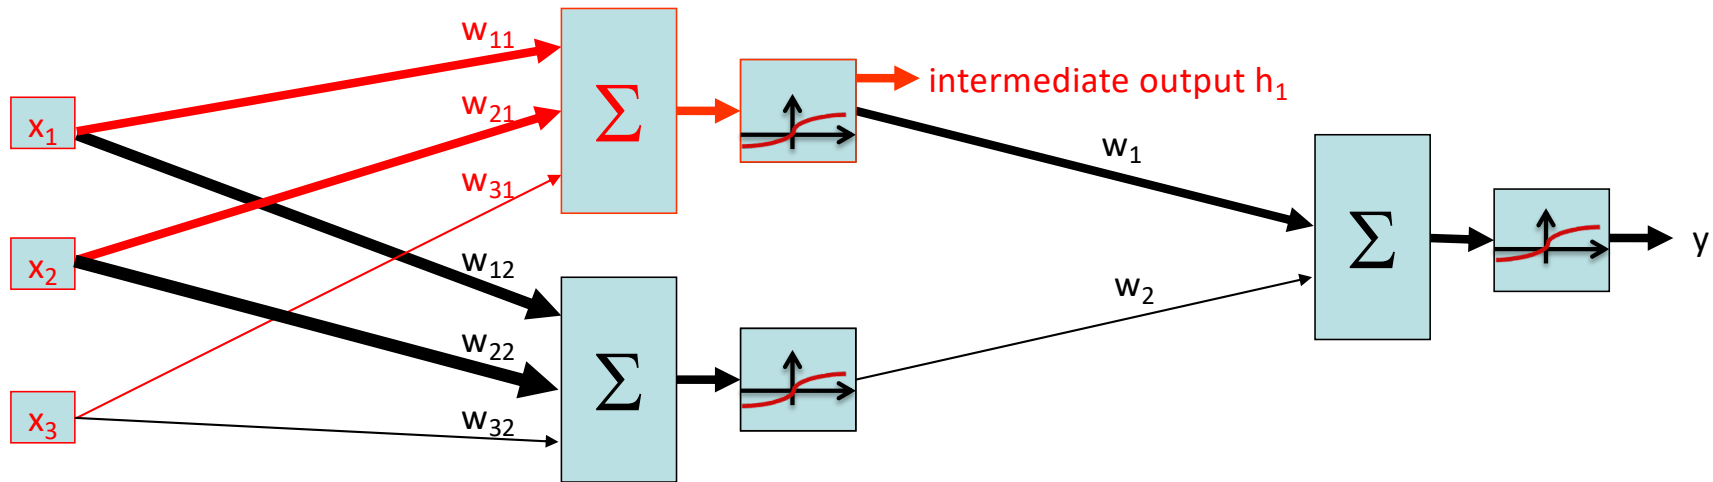 w₁₁
x₁
w₂₁
Σ
intermediate output h₁
w₃₁
w₁
x₂
w₁₂
Σ
y
w₂₂
w₂
x₃
w₃₂
Σ